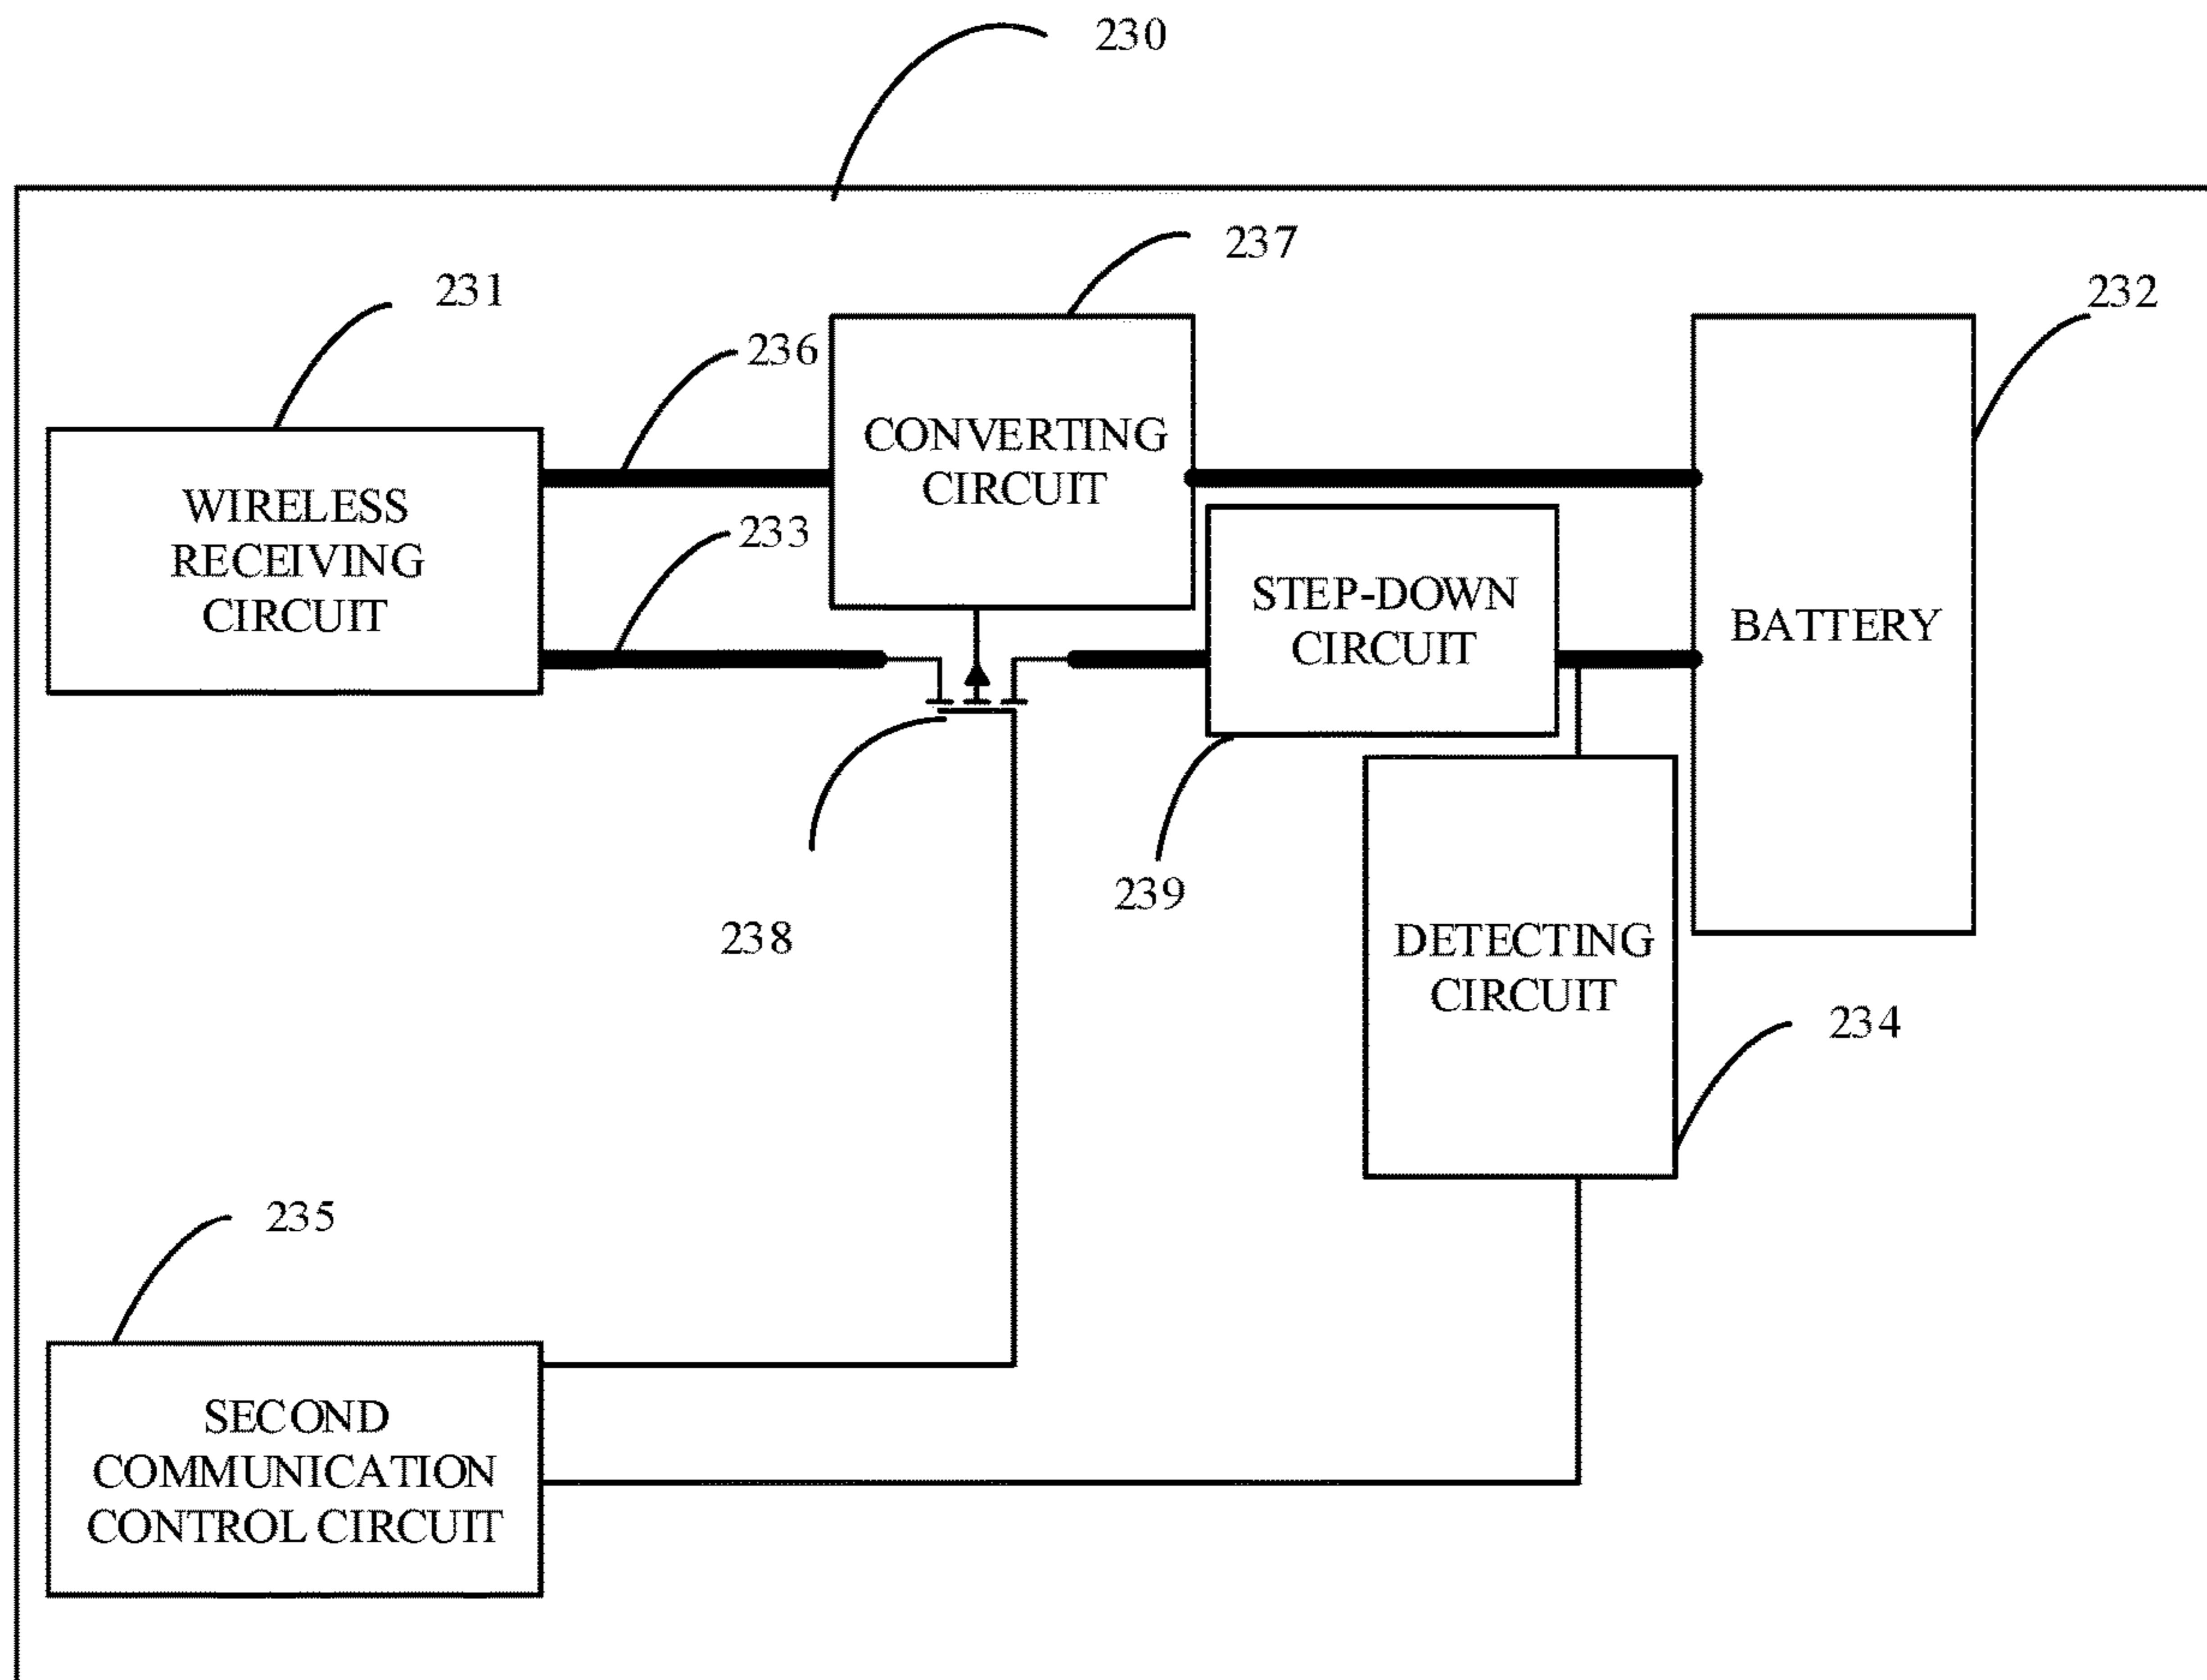 230
237
231
232
236
CONVERTING
CIRCUIT
WIRELESS
RECEIVING
CIRCUIT
233
STEP-DOWN
CIRCUIT
BATTERY
239
238
DETECTING
CIRCUIT
234
235
SECOND
COMMUNICATION
CONTROL CIRCUIT